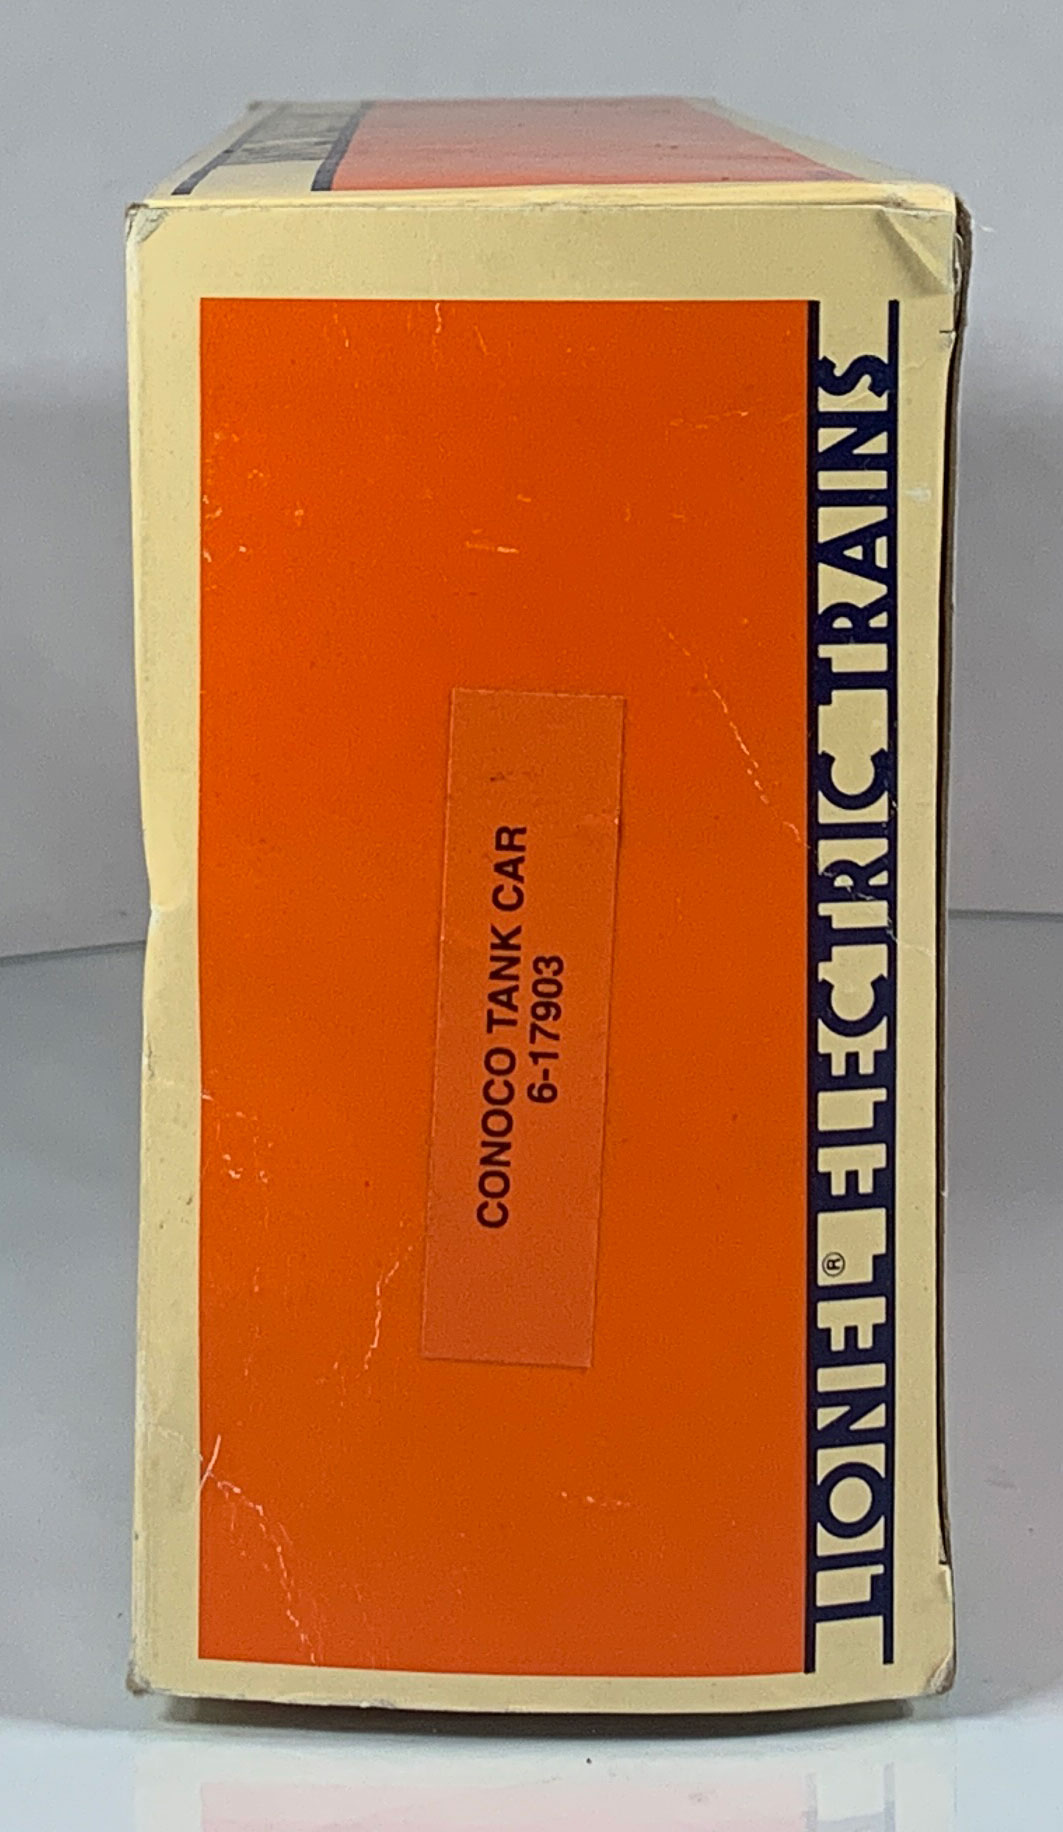 LIONEL® ELECTRIC TRAINS
CONOCO TANK CAR
6-17903